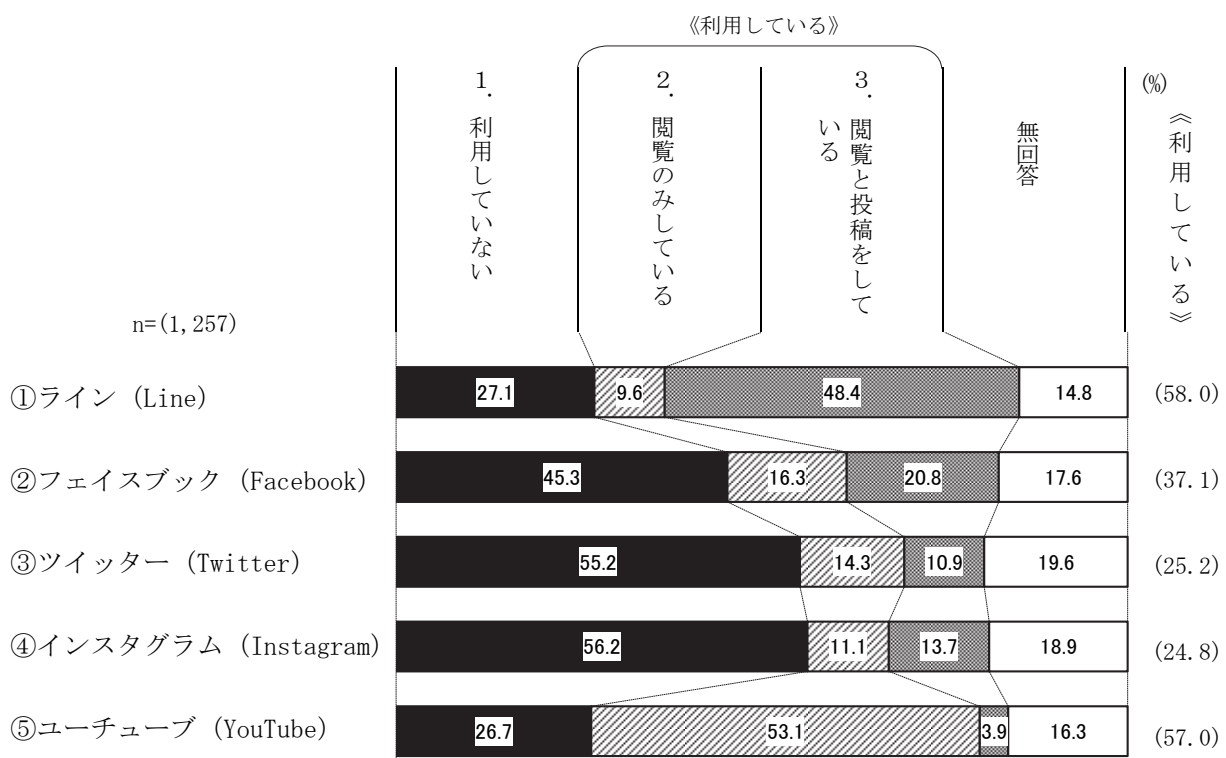 《利用している》
1. 利用していない
2. 閲覧のみしている
3. 閲覧と投稿をして
いる
無回答
(%)
《利用している》
n=(1,257)
①ライン (Line) 27.1 9.6 48.4 14.8 (58.0)
②フェイスブック (Facebook) 45.3 16.3 20.8 17.6 (37.1)
③ツイッター (Twitter) 55.2 14.3 10.9 19.6 (25.2)
④インスタグラム (Instagram) 56.2 11.1 13.7 18.9 (24.8)
⑤ユーチューブ (YouTube) 26.7 53.1 3.9 16.3 (57.0)